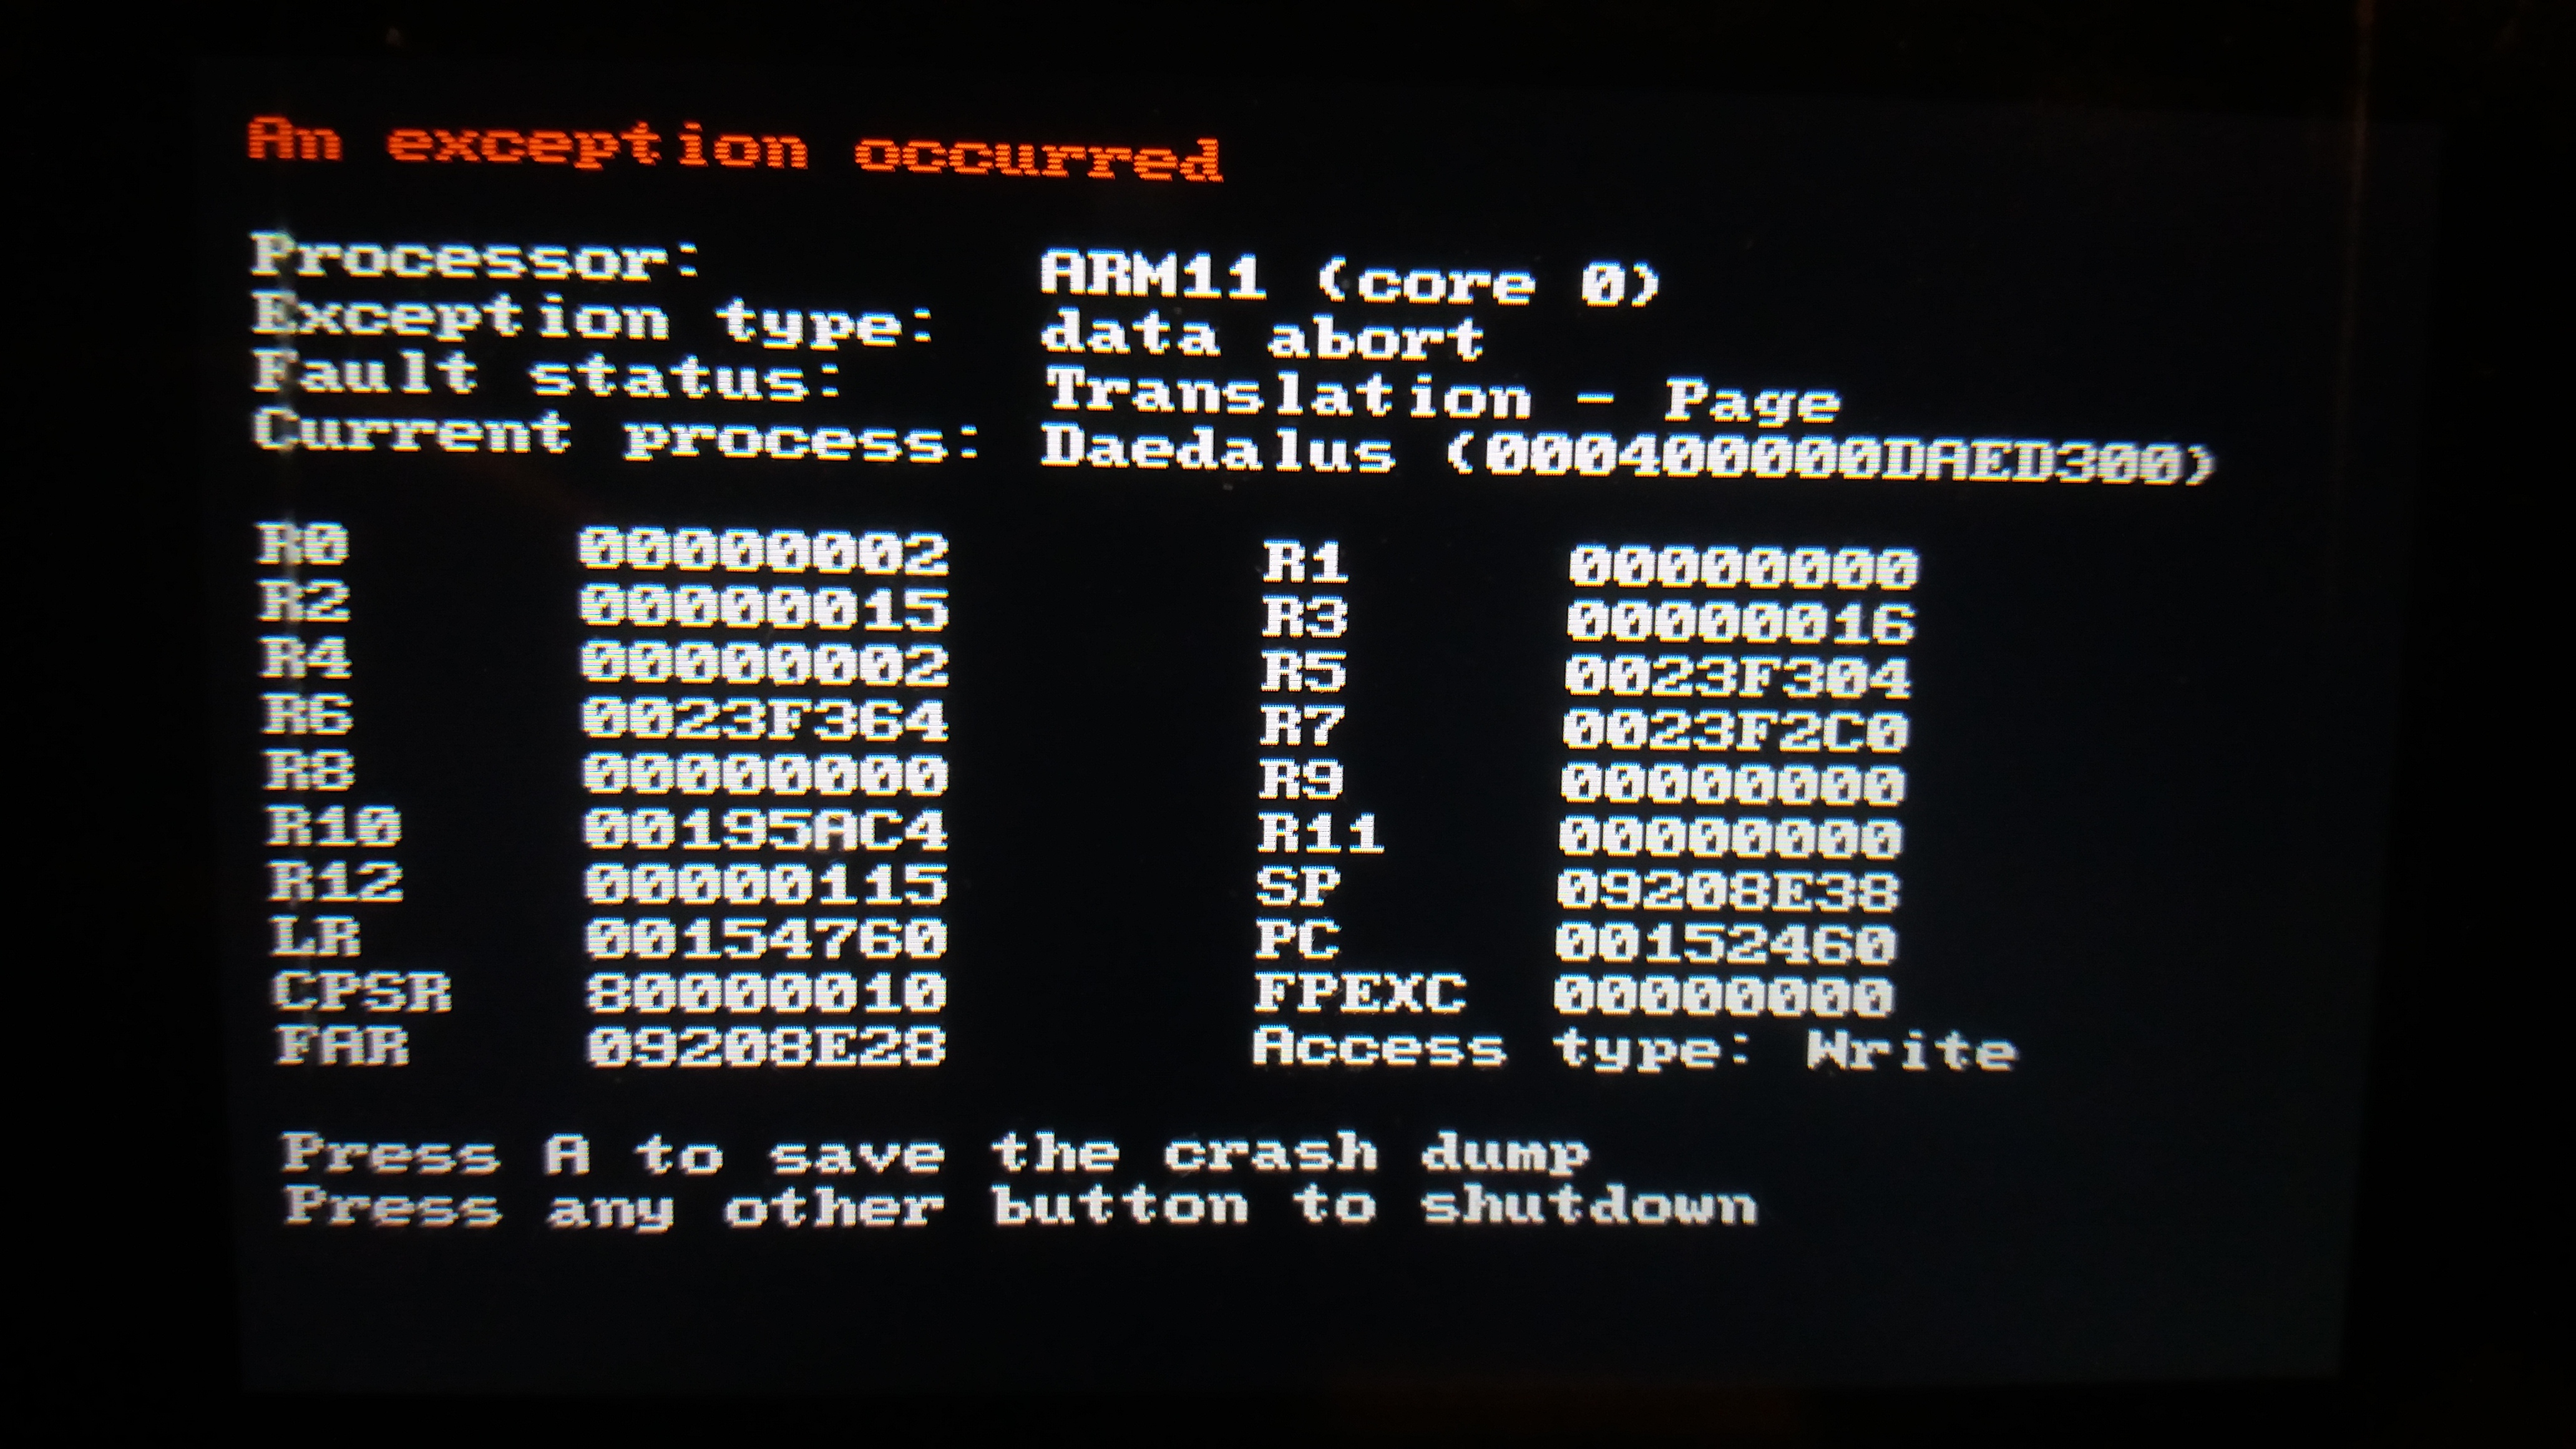 An exception occurred
Processor: ARM11 (core 0)
Exception type: data abort
Fault status: Translation - Page
Current process: Daedalus (000400000DAED300)
R0 00000002 R1 00000000
R2 00000015 R3 00000016
R4 00000002 R5 0023F304
R6 0023F364 R7 0023F2C0
R8 00000000 R9 00000000
R10 00195AC4 R11 00000000
R12 00000115 SP 09208E38
LR 00154760 PC 00152460
CPSR 80000010 FPEXC 00000000
FAR 09208E28 Access type: Write
Press A to save the crash dump
Press any other button to shutdown